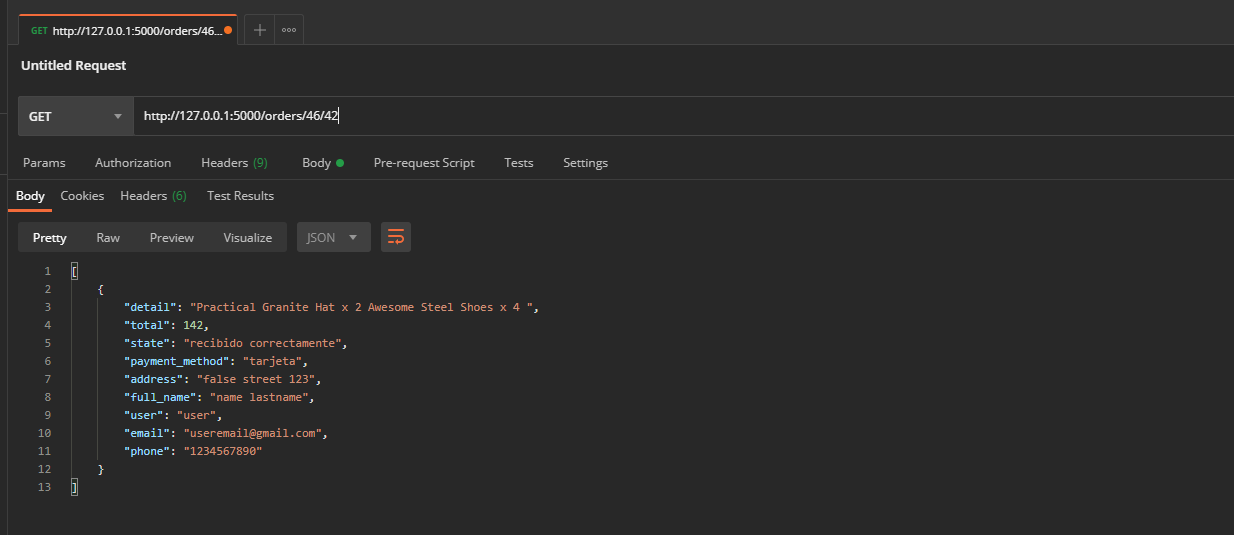 GET http://127.0.0.1:5000/orders/46...
Untitled Request
GET http://127.0.0.1:5000/orders/46/42
Params Authorization Headers (9) Body Pre-request Script Tests Settings
Body Cookies Headers (6) Test Results
Pretty Raw Preview Visualize JSON
1 [
2 {
3 "detail": "Practical Granite Hat x 2 Awesome Steel Shoes x 4 ",
4 "total": 142,
5 "state": "recibido correctamente",
6 "payment_method": "tarjeta",
7 "address": "false street 123",
8 "full_name": "name lastname",
9 "user": "user",
10 "email": "useremail@gmail.com",
11 "phone": "1234567890"
12 }
13 ]